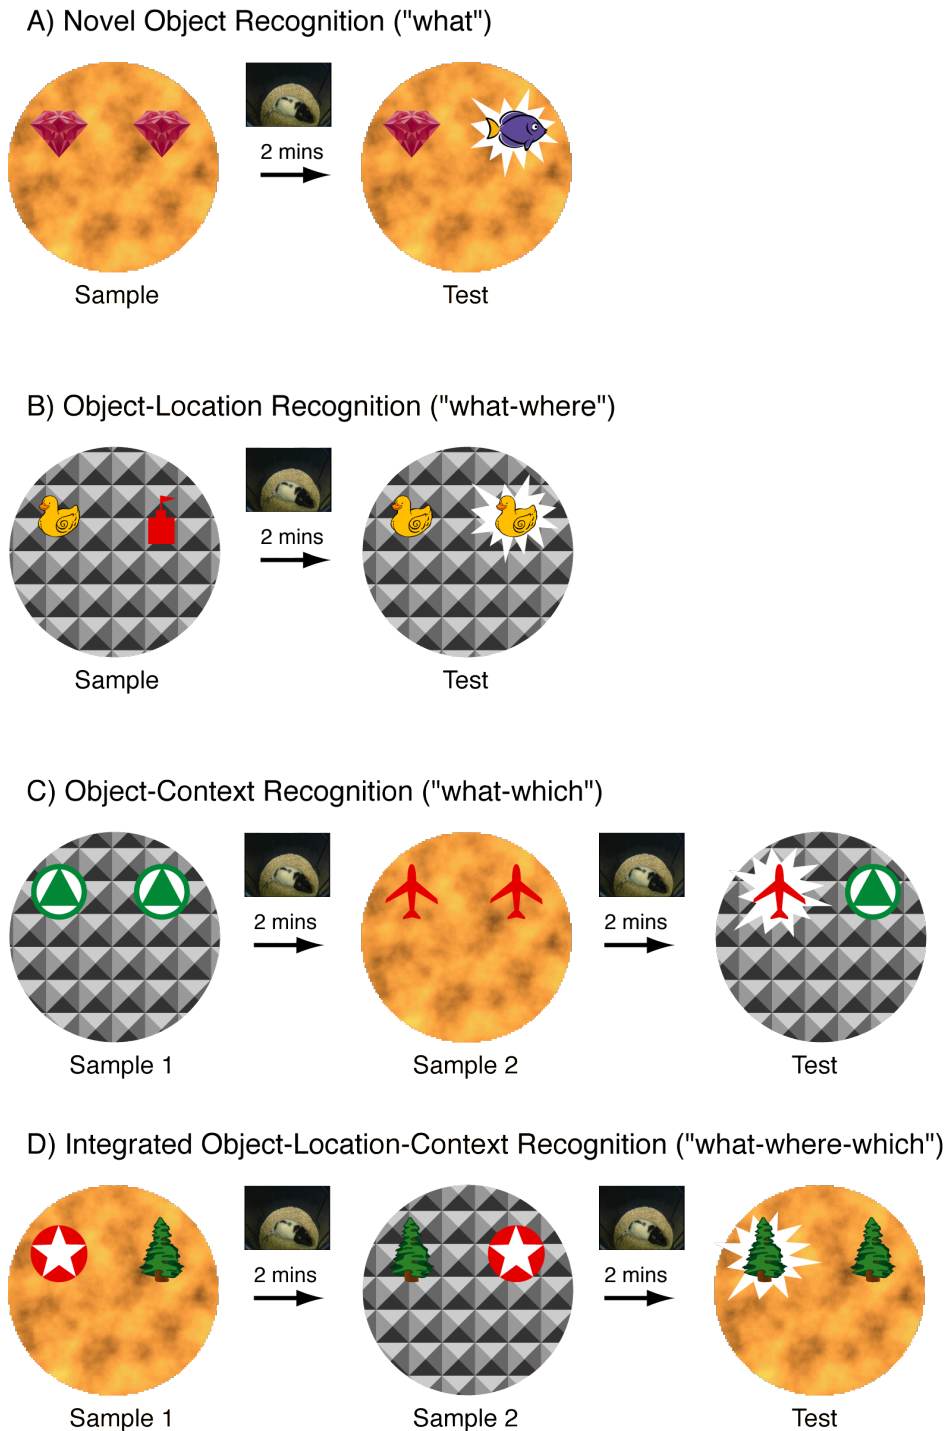 A) Novel Object Recognition ("what")
2 mins
Sample
Test
B) Object-Location Recognition ("what-where")
2 mins
Sample
Test
C) Object-Context Recognition ("what-which")
2 mins
2 mins
Sample 1
Sample 2
Test
D) Integrated Object-Location-Context Recognition ("what-where-which")
2 mins
2 mins
Sample 1
Sample 2
Test